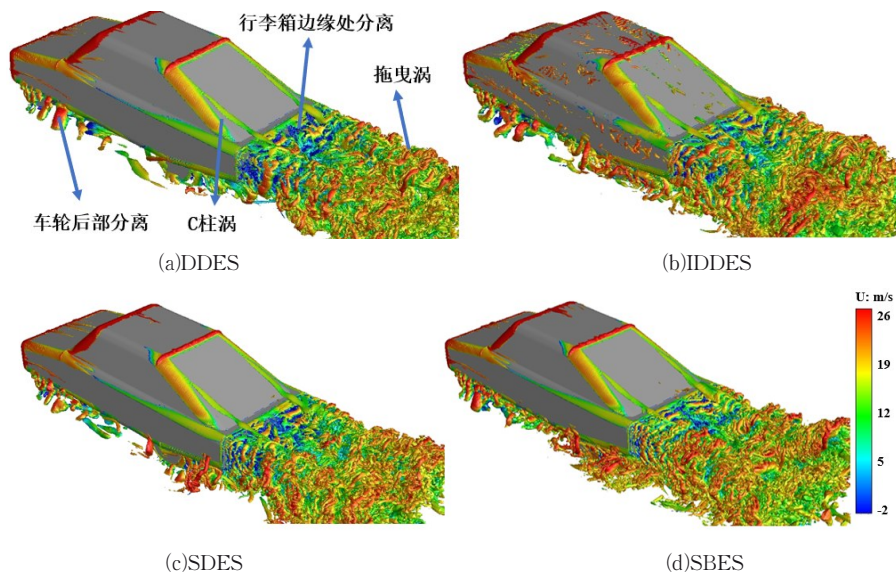 行李箱边缘处分离
拖曳涡
车轮后部分离
C柱涡
(a)DDES
(b)IDDES
U: m/s
26
19
12
5
-2
(c)SDES
(d)SBES